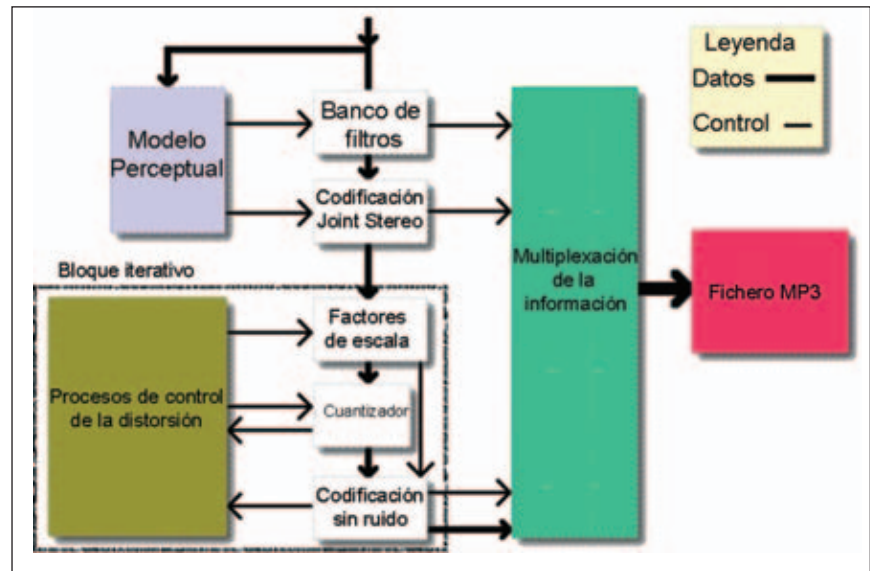 Leyenda
Datos
Control
Modelo
Perceptual
Banco de
filtros
Codificación
Joint Stereo
Bloque iterativo
Multiplexación
de la
información
Fichero MP3
Factores
de escala
Procesos de control
de la distorsión
Cuantizador
Codificación
sin ruido